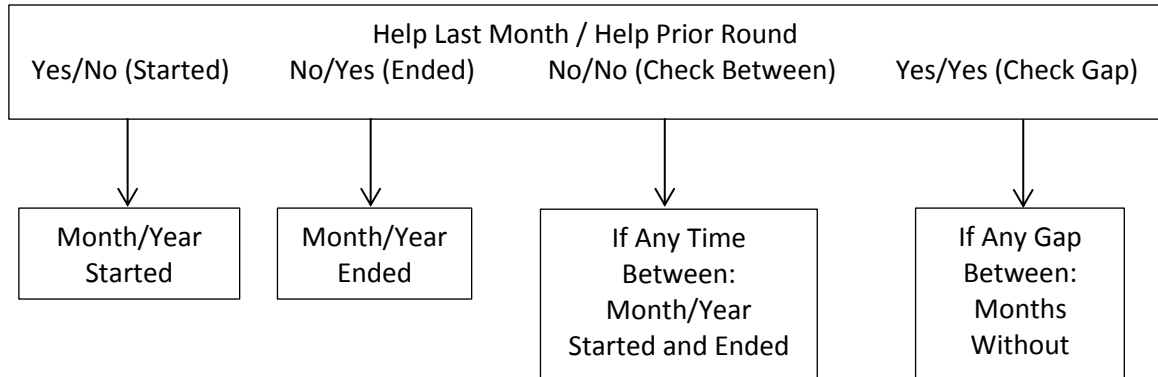 Help Last Month / Help Prior Round
Yes/No (Started) No/Yes (Ended) No/No (Check Between) Yes/Yes (Check Gap)
Month/Year
Started
Month/Year
Ended
If Any Time
Between:
Month/Year
Started and Ended
If Any Gap
Between:
Months
Without